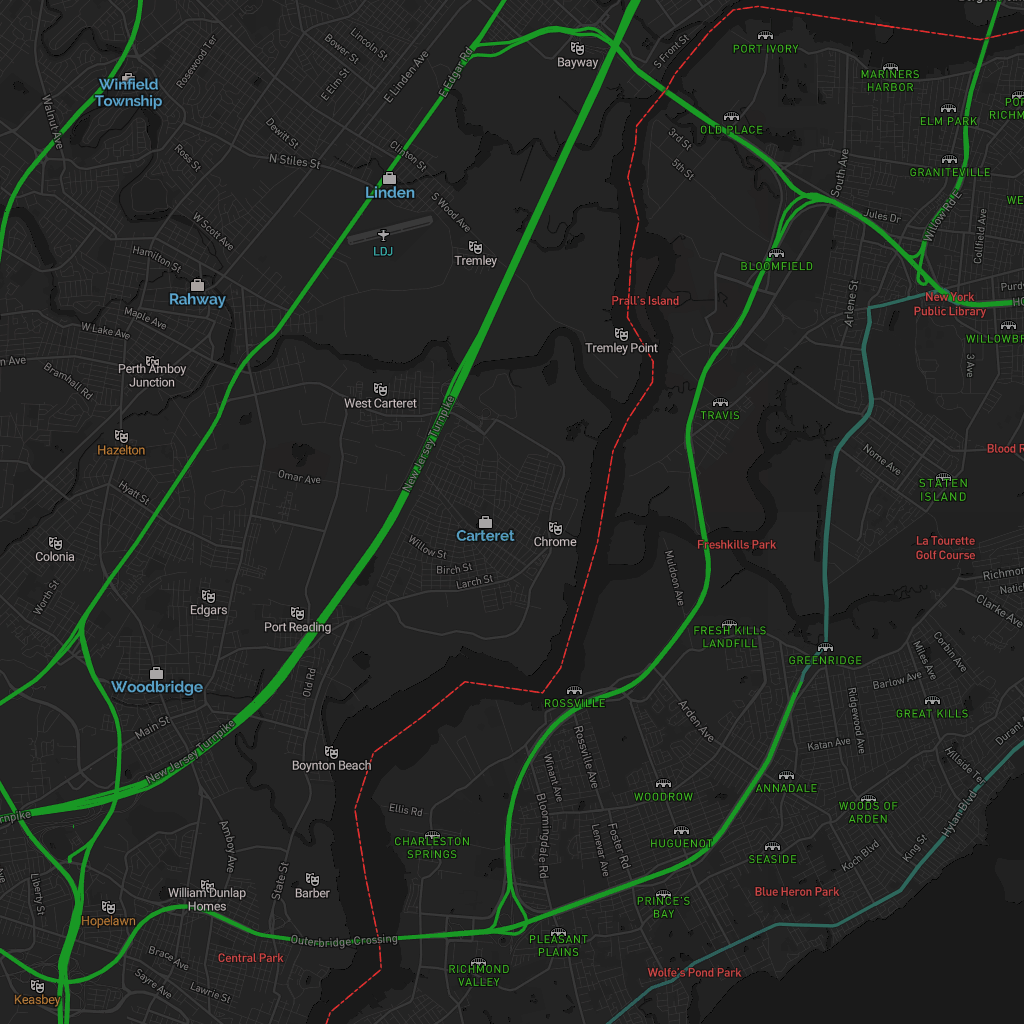 Lincoln St
Bower St
Rosewood Ter
E Elm St
E Linden Ave
E Edgar Rd
Bayway
S Front St
PORT IVORY
MARINERS
HARBOR
Winfield
Township
Walnut Ave
ELM PARK
OLD PLACE
Dewitt St
Clinton St
3rd St
5th St
Ross St
N Stiles St
GRANITEVILLE
South Ave
Linden
S Wood Ave
W Scott Ave
Jules Dr
Willow Rd E
Collfield Ave
LDJ
Tremley
Hamilton St
BLOOMFIELD
Rahway
Prall's Island
Arlene St
New York
Public Library
Maple Ave
W Lake Ave
Tremley Point
3 Ave
Perth Amboy
Junction
Bramhall Rd
West Carteret
New Jersey Turnpike
TRAVIS
Hazelton
Nome Ave
Omar Ave
Hyatt St
STATEN
ISLAND
Carteret
Chrome
Freshkills Park
La Tourette
Golf Course
Colonia
Willow St
Birch St
Larch St
Muldoon Ave
Worth St
Edgars
Port Reading
Clarke Ave
FRESH KILLS
LANDFILL
GREENRIDGE
Corbin Ave
Miles Ave
Barlow Ave
Woodbridge
Old Rd
ROSSVILLE
Arden Ave
Ridgewood Ave
GREAT KILLS
Main St
New Jersey Turnpike
Boynton Beach
Rossville Ave
Winant Ave
Katan Ave
Hillside Ter
WOODROW
ANNADALE
WOODS OF
ARDEN
Hylan Blvd
Ellis Rd
Bloomingdale Rd
CHARLESTON
SPRINGS
Amboy Ave
Lenevar Ave
Foster Rd
HUGUENOT
SEASIDE
Koch Blvd
King St
Liberty St
William Dunlap
Homes
State St
Barber
Blue Heron Park
PRINCE'S
BAY
Hopelawn
Outerbridge Crossing
PLEASANT
PLAINS
Brace Ave
Central Park
RICHMOND
VALLEY
Wolfe's Pond Park
Sayre Ave
Lawrie St
Keasbey